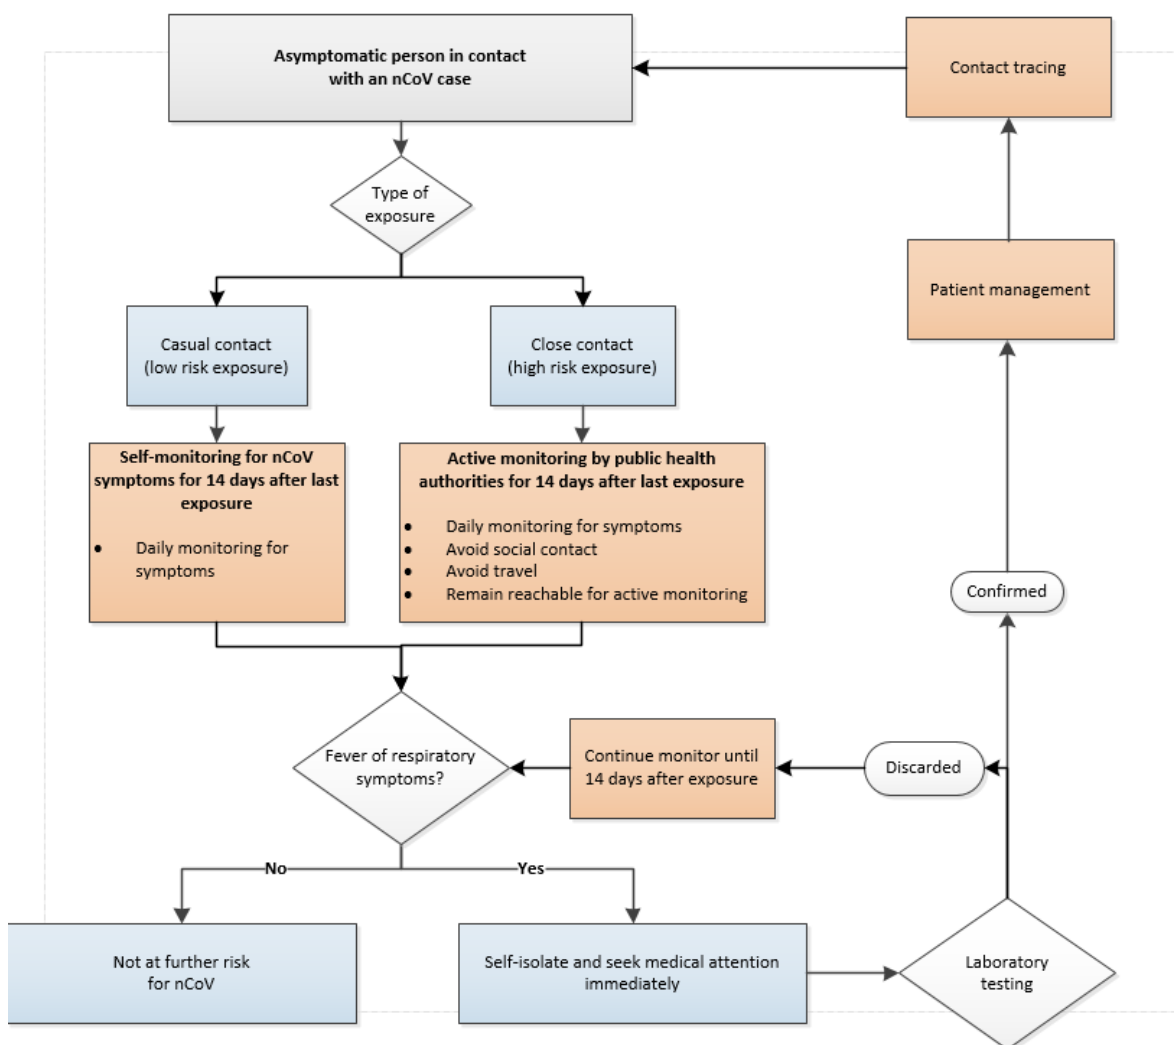 Asymptomatic person in contact
with an nCoV case
Contact tracing
Type of
exposure
Patient management
Casual contact
(low risk exposure)
Close contact
(high risk exposure)
Self-monitoring for nCoV
symptoms for 14 days after last
exposure
• Daily monitoring for
symptoms
Active monitoring by public health
authorities for 14 days after last exposure
• Daily monitoring for symptoms
• Avoid social contact
• Avoid travel
• Remain reachable for active monitoring
Confirmed
Fever of respiratory
symptoms?
Continue monitor until
14 days after exposure
Discarded
No
Yes
Not at further risk
for nCoV
Self-isolate and seek medical attention
immediately
Laboratory
testing